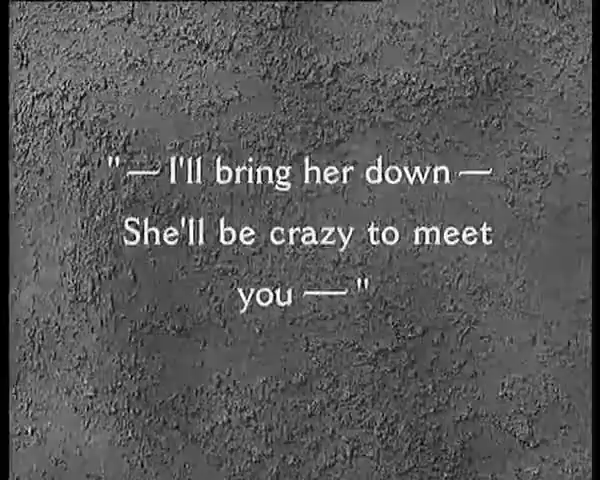 "— I'll bring her down —
She'll be crazy to meet
you —"